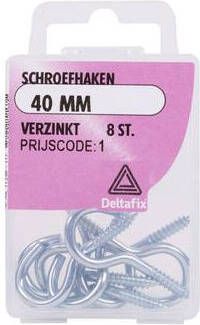 SCHROEFHAKEN
40 MM
VERZINKT 8 ST.
PRIJSCODE:1
Deltafix